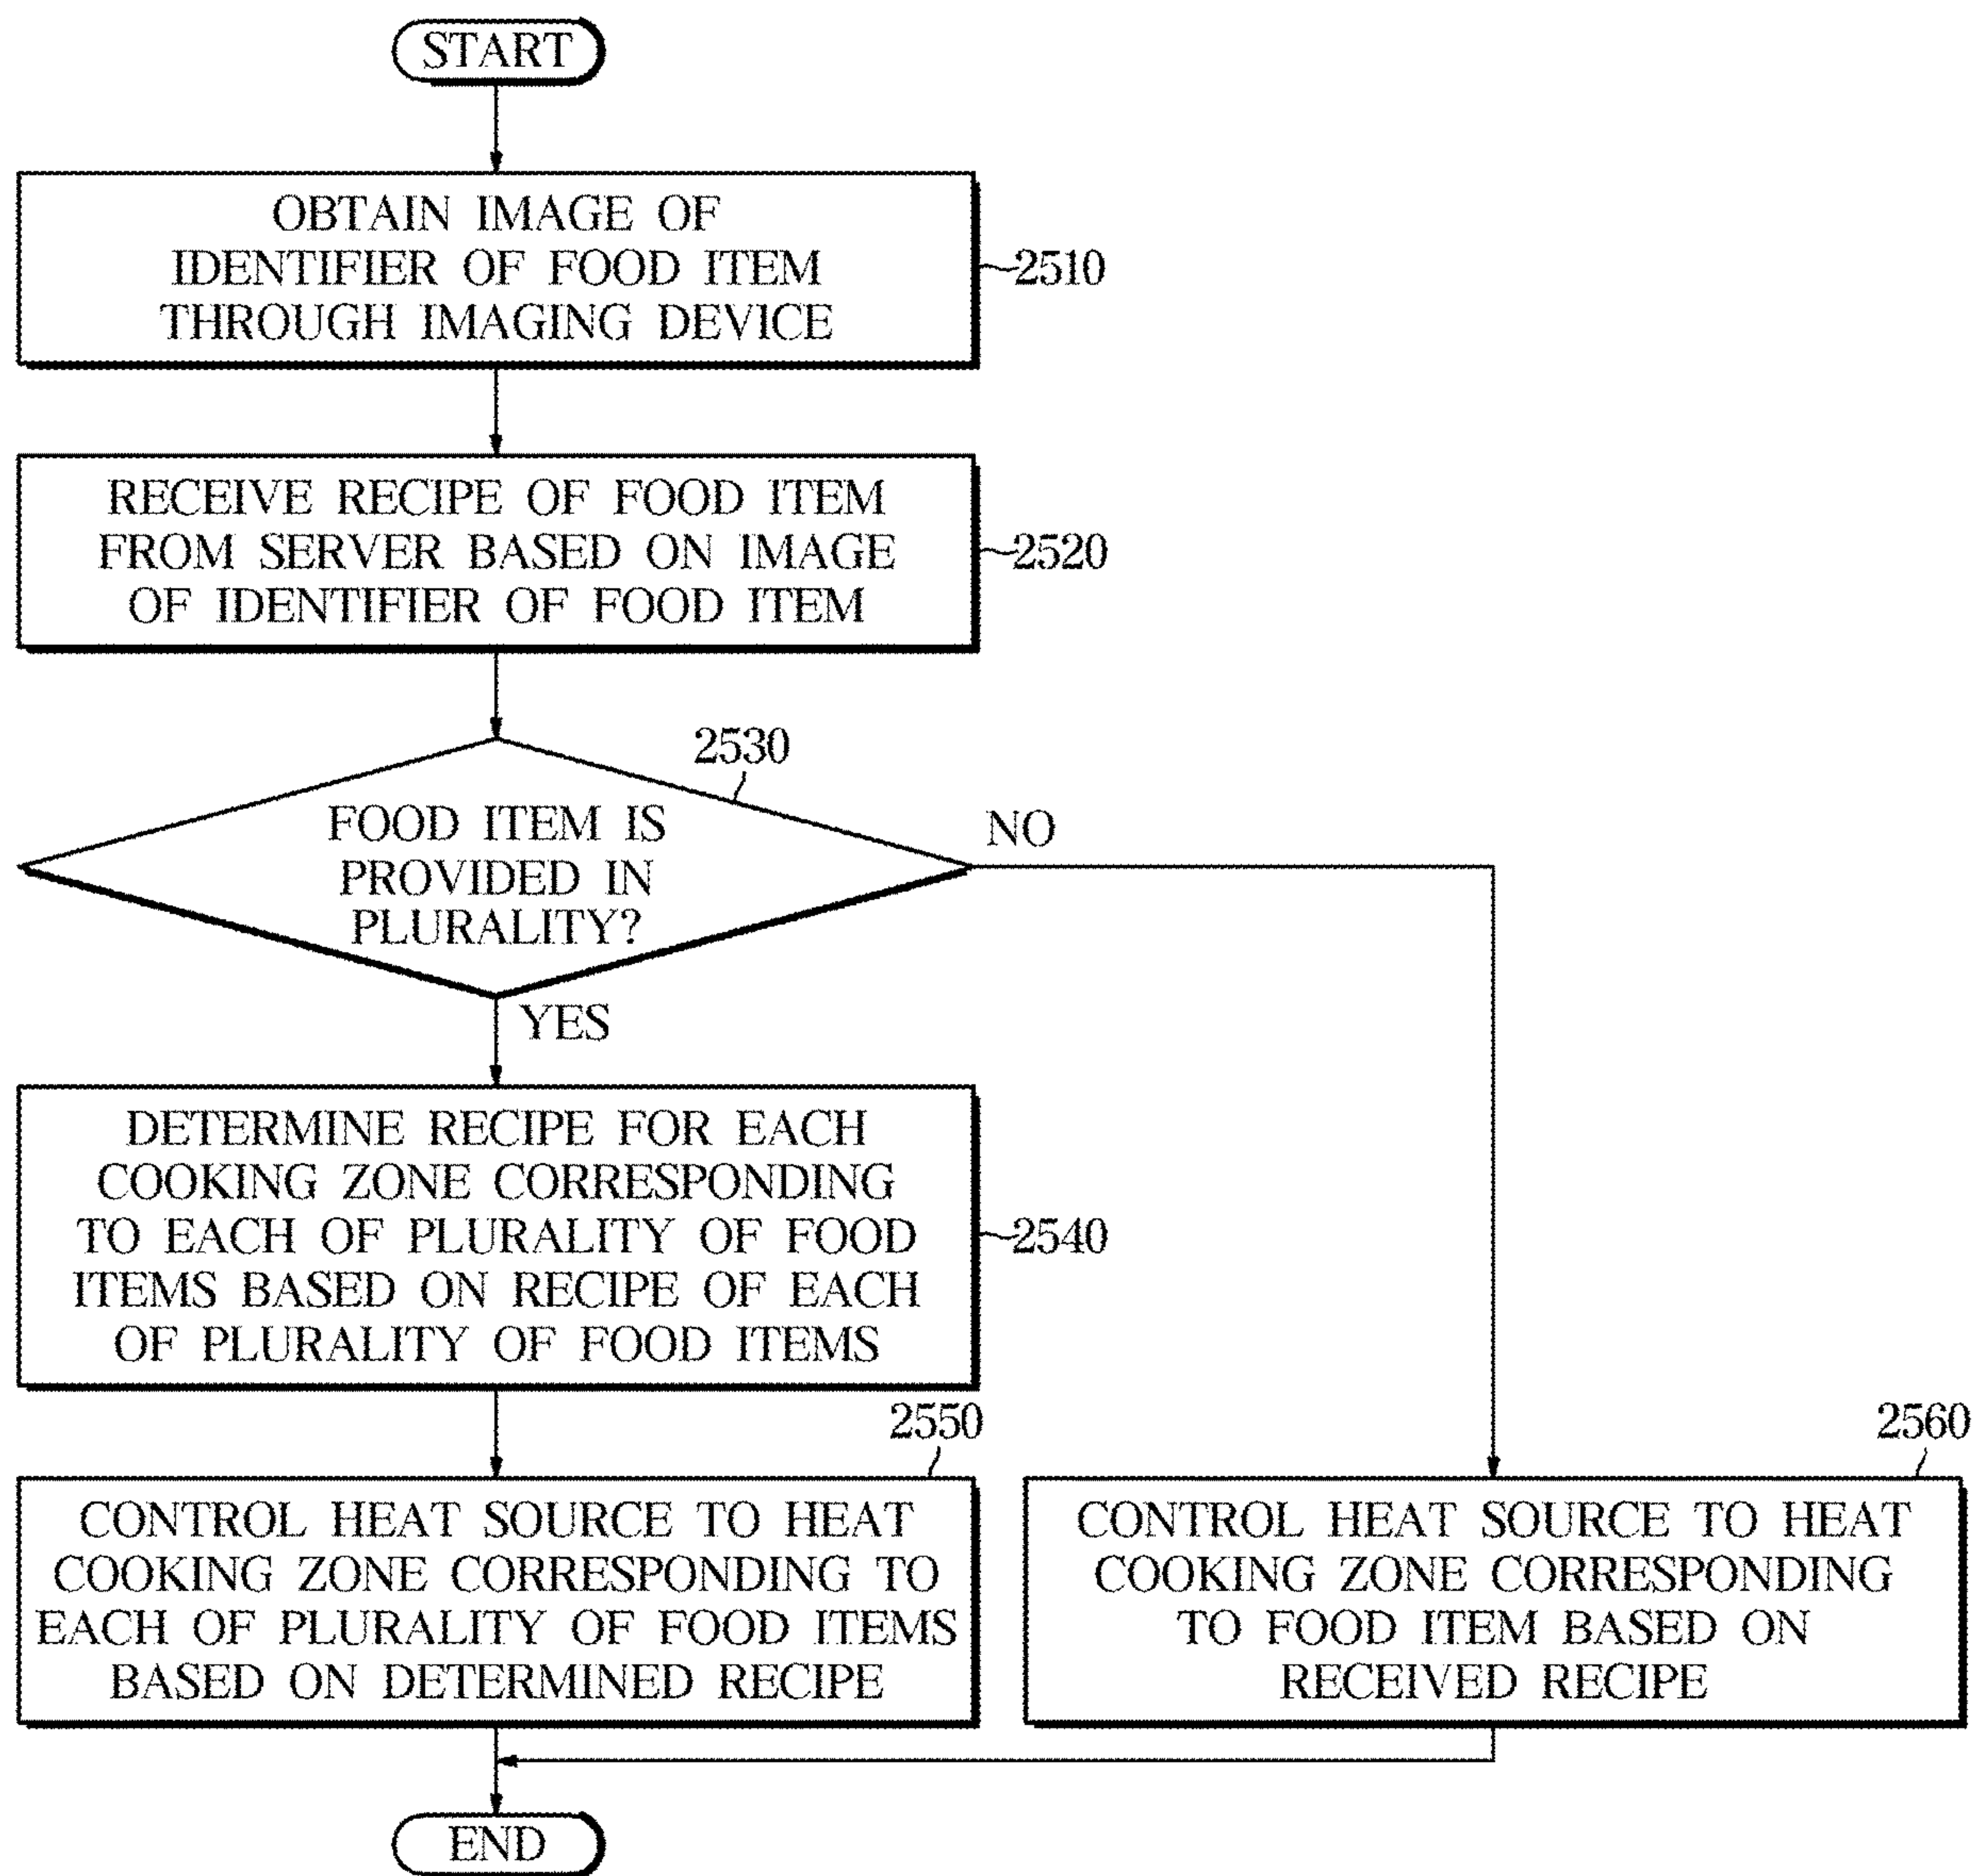 START
OBTAIN IMAGE OF
IDENTIFIER OF FOOD ITEM
THROUGH IMAGING DEVICE
2510
RECEIVE RECIPE OF FOOD ITEM
FROM SERVER BASED ON IMAGE
OF IDENTIFIER OF FOOD ITEM
2520
2530
FOOD ITEM IS
PROVIDED IN
PLURALITY?
NO
YES
DETERMINE RECIPE FOR EACH
COOKING ZONE CORRESPONDING
TO EACH OF PLURALITY OF FOOD
ITEMS BASED ON RECIPE OF EACH
OF PLURALITY OF FOOD ITEMS
2540
2550
CONTROL HEAT SOURCE TO HEAT
COOKING ZONE CORRESPONDING TO
EACH OF PLURALITY OF FOOD ITEMS
BASED ON DETERMINED RECIPE
2560
CONTROL HEAT SOURCE TO HEAT
COOKING ZONE CORRESPONDING
TO FOOD ITEM BASED ON
RECEIVED RECIPE
END